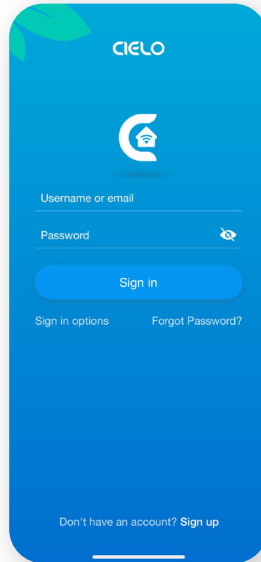 CIELO
Username or email
Password
Sign in
Sign in options Forgot Password?
Don't have an account? Sign up